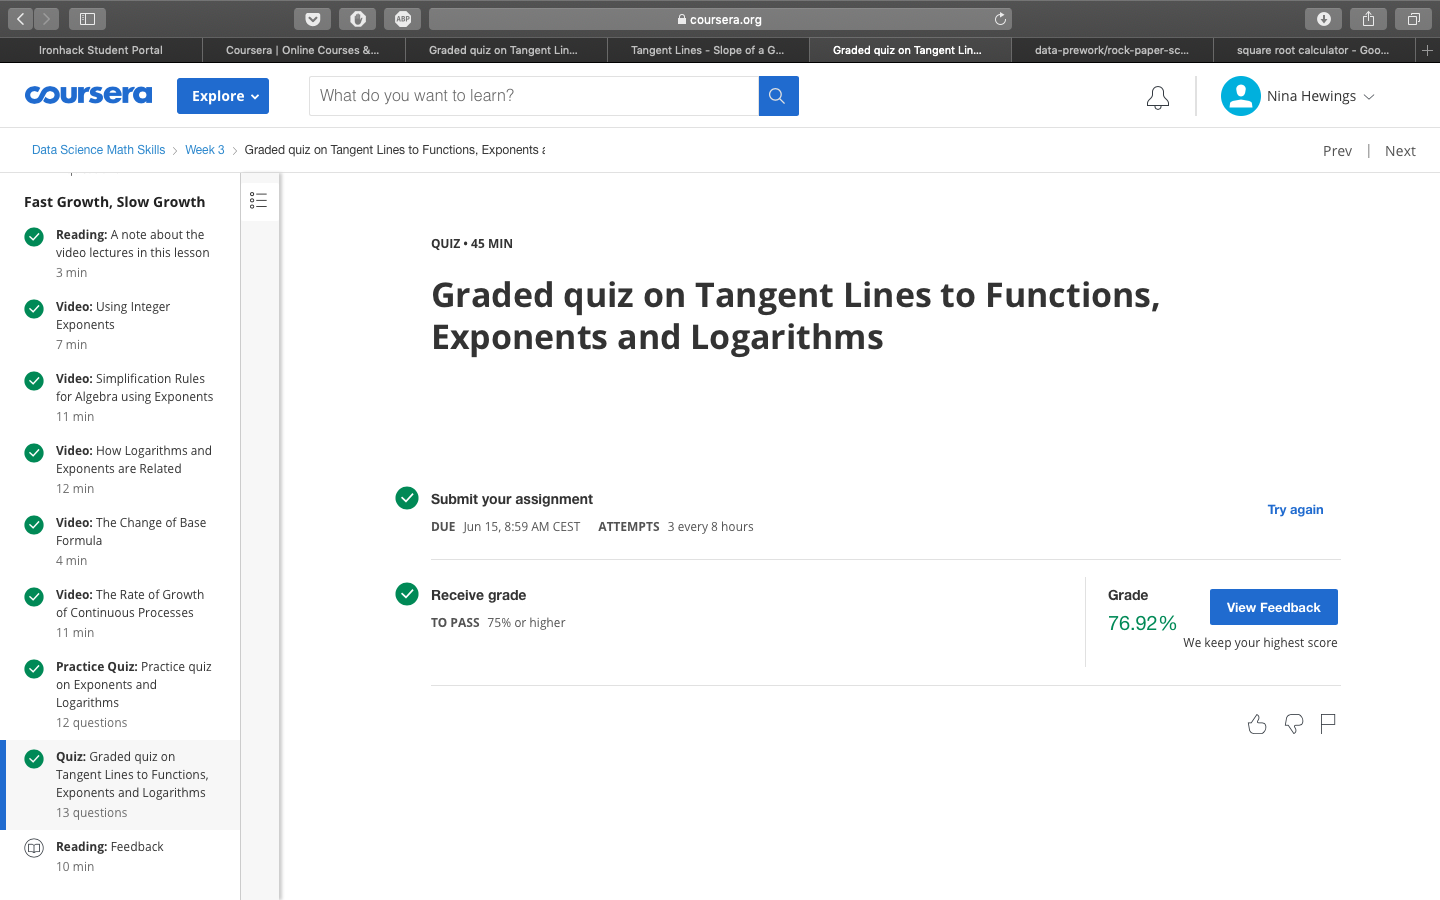 ABP
coursera.org
Ironhack Student Portal
Coursera | Online Courses &...
Graded quiz on Tangent Lin...
Tangent Lines - Slope of a G...
Graded quiz on Tangent Lin...
data-prework/rock-paper-sc...
square root calculator - Goo...
coursera
Explore
What do you want to learn?
Nina Hewings
Data Science Math Skills
Week 3
Graded quiz on Tangent Lines to Functions, Exponents a
Prev | Next
Fast Growth, Slow Growth
Reading: A note about the
video lectures in this lesson
3 min
Video: Using Integer
Exponents
7 min
Video: Simplification Rules
for Algebra using Exponents
11 min
Video: How Logarithms and
Exponents are Related
12 min
Video: The Change of Base
Formula
4 min
Video: The Rate of Growth
of Continuous Processes
11 min
Practice Quiz: Practice quiz
on Exponents and
Logarithms
12 questions
Quiz: Graded quiz on
Tangent Lines to Functions,
Exponents and Logarithms
13 questions
Reading: Feedback
10 min
QUIZ • 45 MIN
Graded quiz on Tangent Lines to Functions,
Exponents and Logarithms
Submit your assignment
DUE Jun 15, 8:59 AM CEST ATTEMPTS 3 every 8 hours
Try again
Receive grade
TO PASS 75% or higher
Grade
76.92%
View Feedback
We keep your highest score